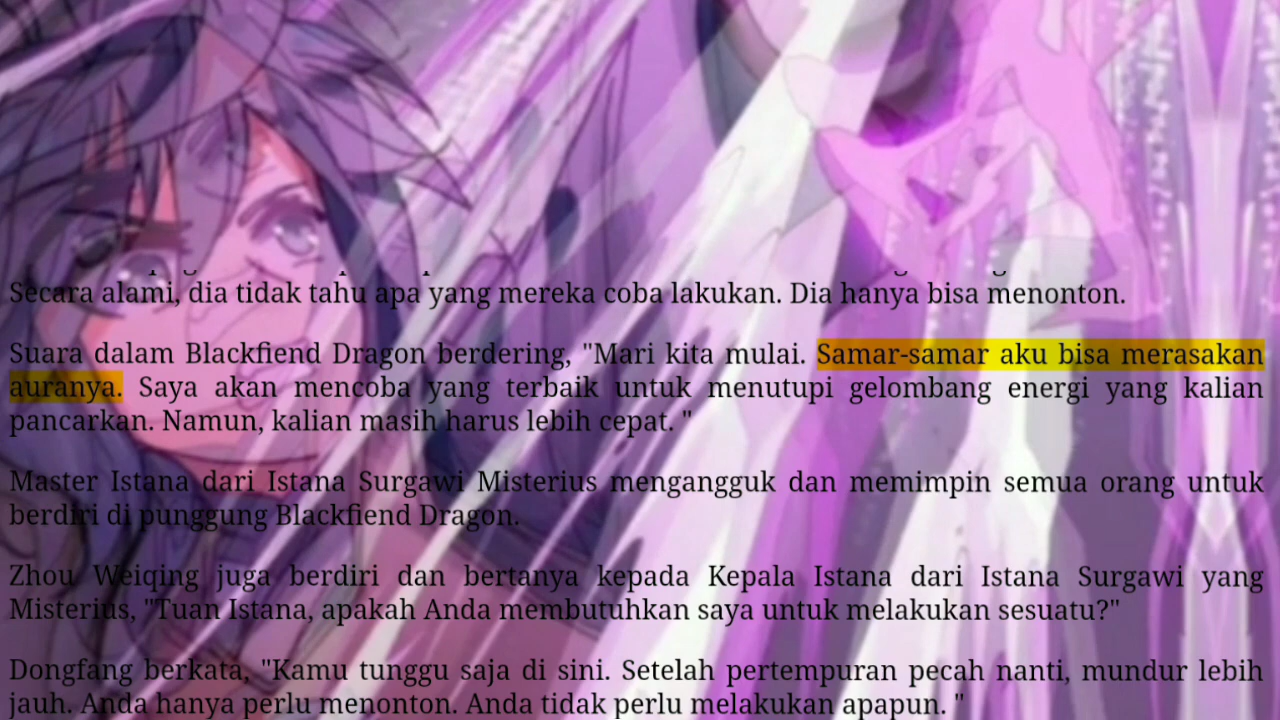 Secara alami, dia tidak tahu apa yang mereka coba lakukan. Dia hanya bisa menonton.
Suara dalam Blackfiend Dragon berdering, "Mari kita mulai. Samar-samar aku bisa merasakan
auranya. Saya akan mencoba yang terbaik untuk menutupi gelombang energi yang kalian
pancarkan. Namun, kalian masih harus lebih cepat. "
Master Istana dari Istana Surgawi Misterius mengangguk dan memimpin semua orang untuk
berdiri di punggung Blackfiend Dragon.
Zhou Weiqing juga berdiri dan bertanya kepada Kepala Istana dari Istana Surgawi yang
Misterius, "Tuan Istana, apakah Anda membutuhkan saya untuk melakukan sesuatu?"
Dongfang berkata, "Kamu tunggu saja di sini. Setelah pertempuran pecah nanti, mundur lebih
jauh. Anda hanya perlu menonton. Anda tidak perlu melakukan apapun. "